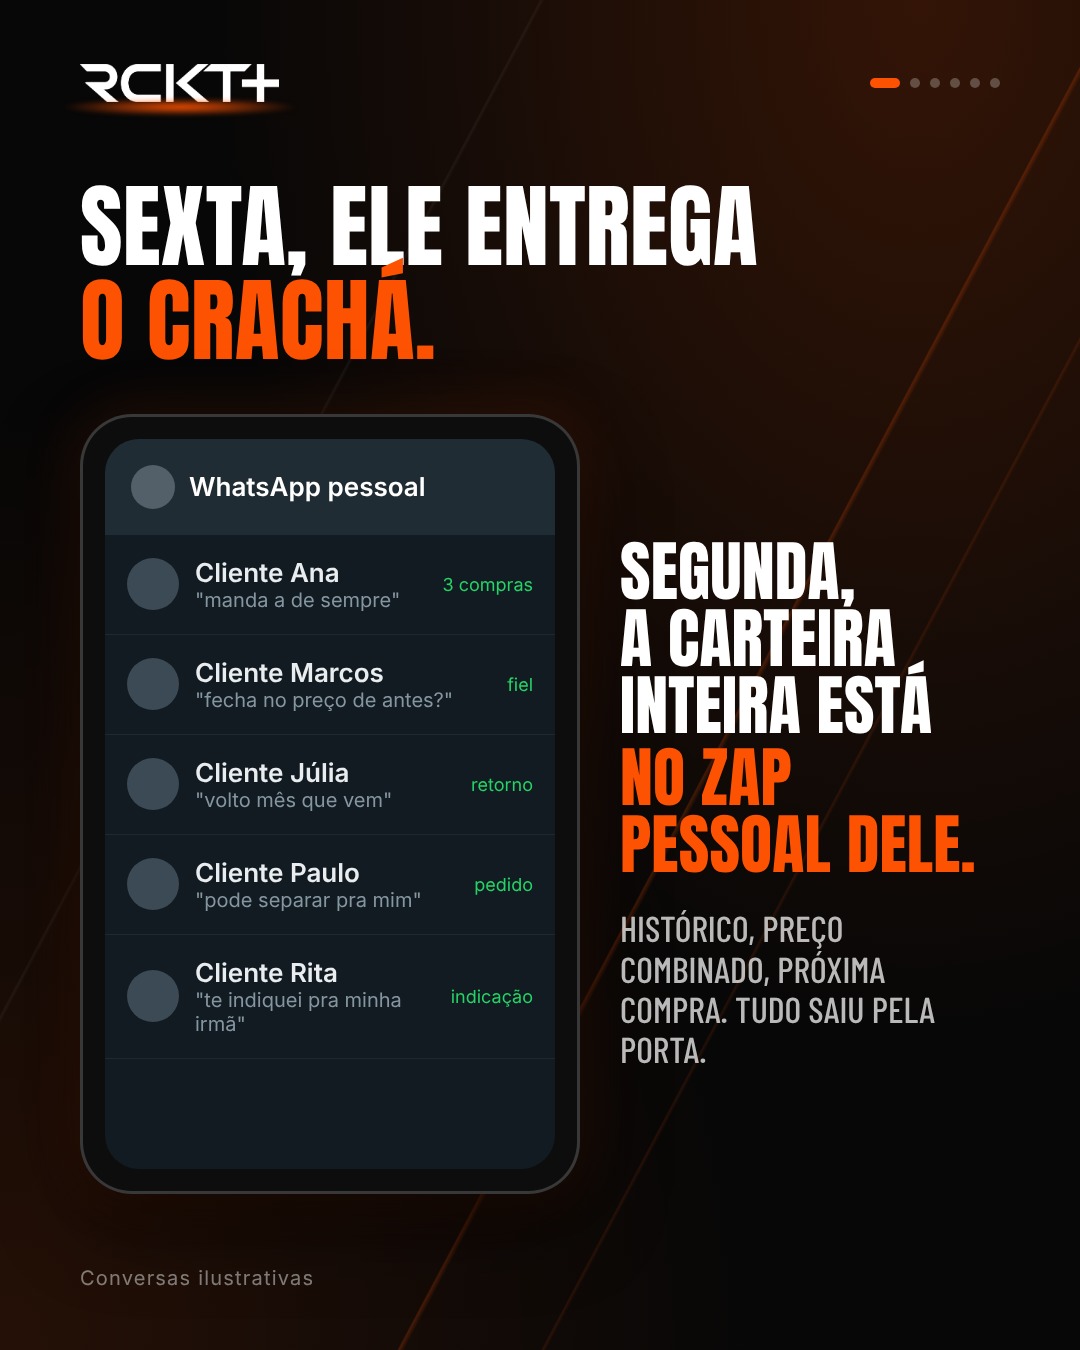 RCKT+
SEXTA, ELE ENTREGA
O CRACHÁ.
WhatsApp pessoal
Cliente Ana
"manda a de sempre"
3 compras
Cliente Marcos
"fecha no preço de antes?"
fiel
Cliente Júlia
"volto mês que vem"
retorno
Cliente Paulo
"pode separar pra mim"
pedido
Cliente Rita
"te indiquei pra minha
irmã"
indicação
SEGUNDA,
A CARTEIRA
INTEIRA ESTÁ
NO ZAP
PESSOAL DELE.
HISTÓRICO, PREÇO
COMBINADO, PRÓXIMA
COMPRA. TUDO SAIU PELA
PORTA.
Conversas ilustrativas